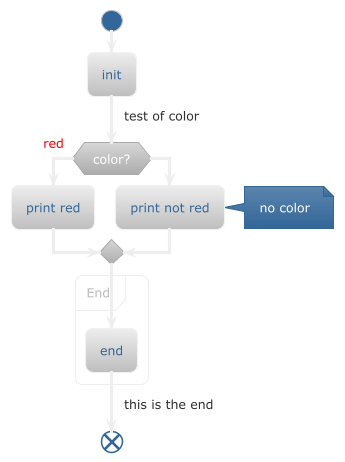 init
test of color
red
color?
print red
print not red
no color
End
end
this is the end